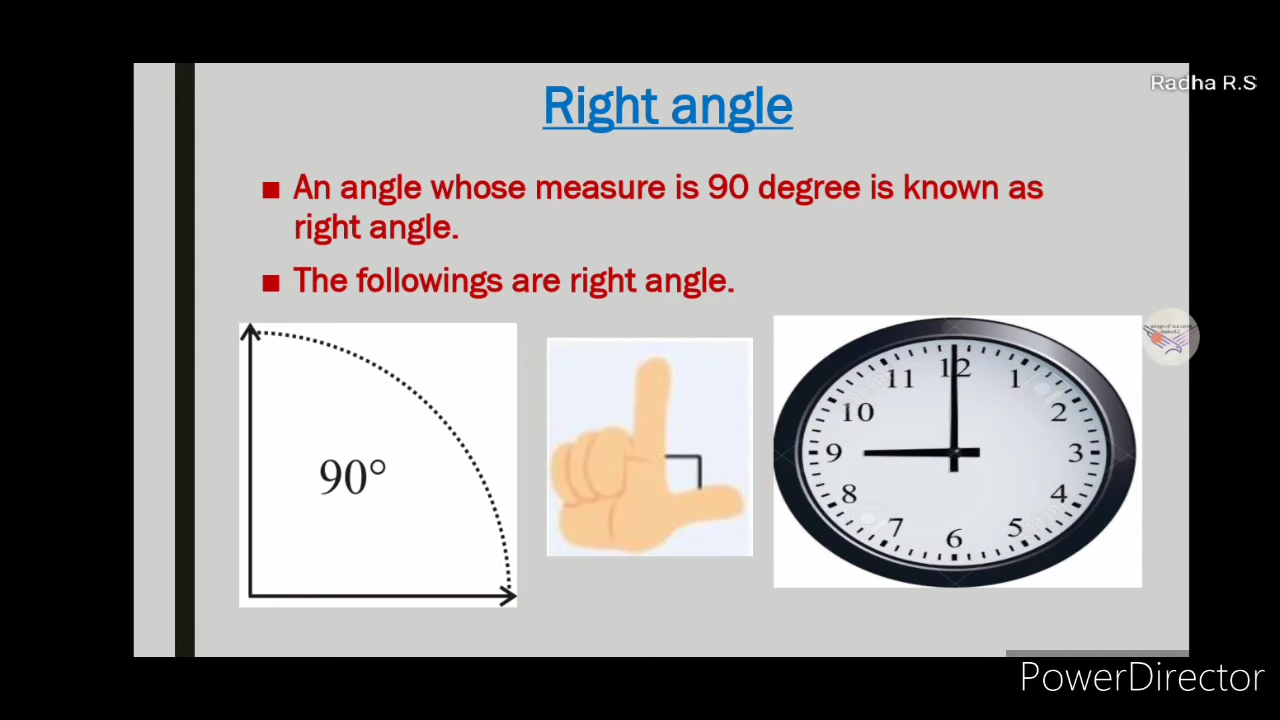 Right angle
Radha R.S
An angle whose measure is 90 degree is known as
right angle.
The followings are right angle.
90°
12
11
1
10
2
9
3
8
4
7
5
6
PowerDirector